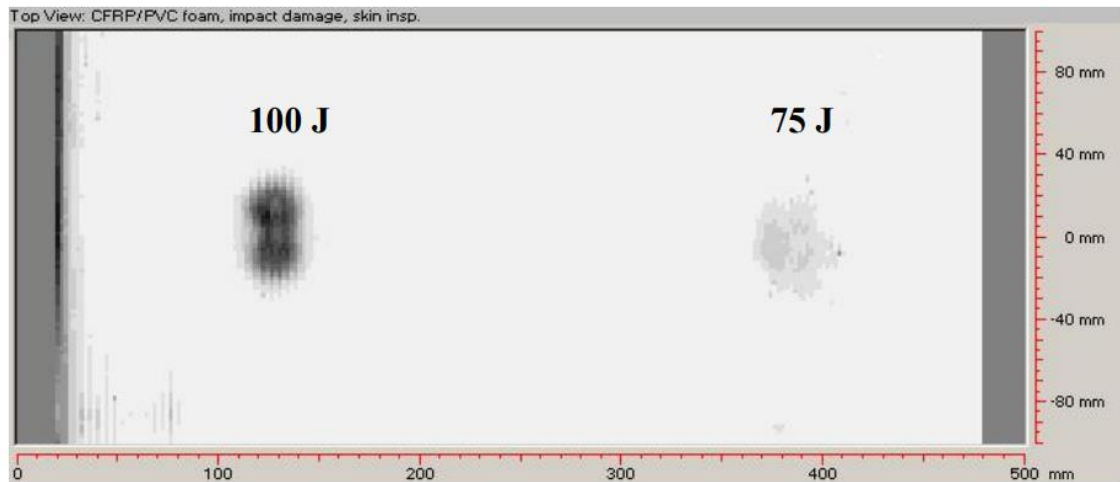 Top View: CFRP/PVC foam, impact damage, skin insp.
100 J
75 J
80 mm
40 mm
0 mm
-40 mm
-80 mm
0 100 200 300 400 500 mm